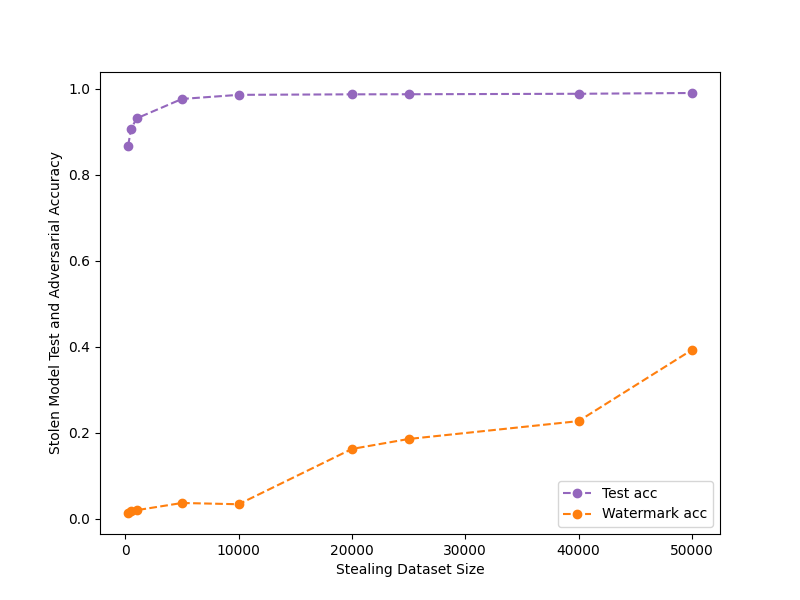 1.0
0.8
0.6
0.4
0.2
0.0
Stolen Model Test and Adversarial Accuracy
Test acc
Watermark acc
0 10000 20000 30000 40000 50000
Stealing Dataset Size